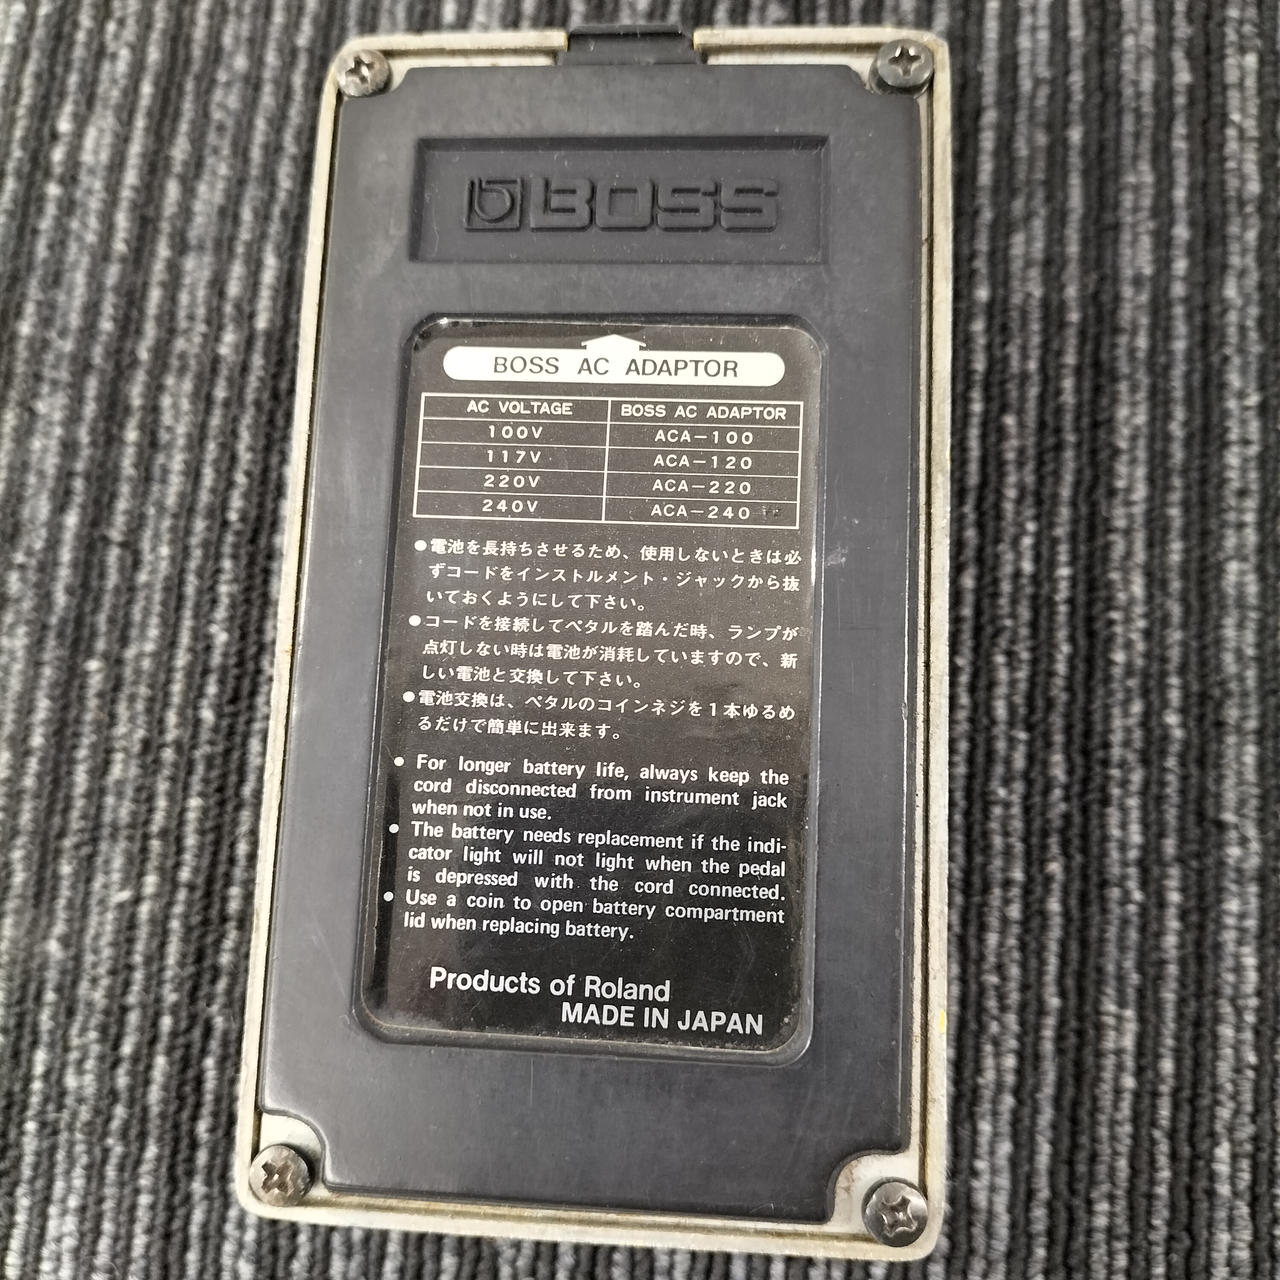 BOSS
BOSS AC ADAPTOR
AC VOLTAGE BOSS AC ADAPTOR
100V ACA-100
117V ACA-120
220V ACA-220
240V ACA-240
●電池を長持ちさせるため、使用しないときは必
ずコードをインストルメント・ジャックから抜
いておくようにして下さい。
●コードを接続してペタルを踏んだ時、ランプが
点灯しない時は電池が消耗していますので、新
しい電池と交換して下さい。
●電池交換は、ペタルのコインネジを1本ゆるめ
るだけで簡単に出来ます。
● For longer battery life, always keep the
cord disconnected from instrument jack
when not in use.
● The battery needs replacement if the indi-
cator light will not light when the pedal
is depressed with the cord connected.
● Use a coin to open battery compartment
lid when replacing battery.
Products of Roland
MADE IN JAPAN